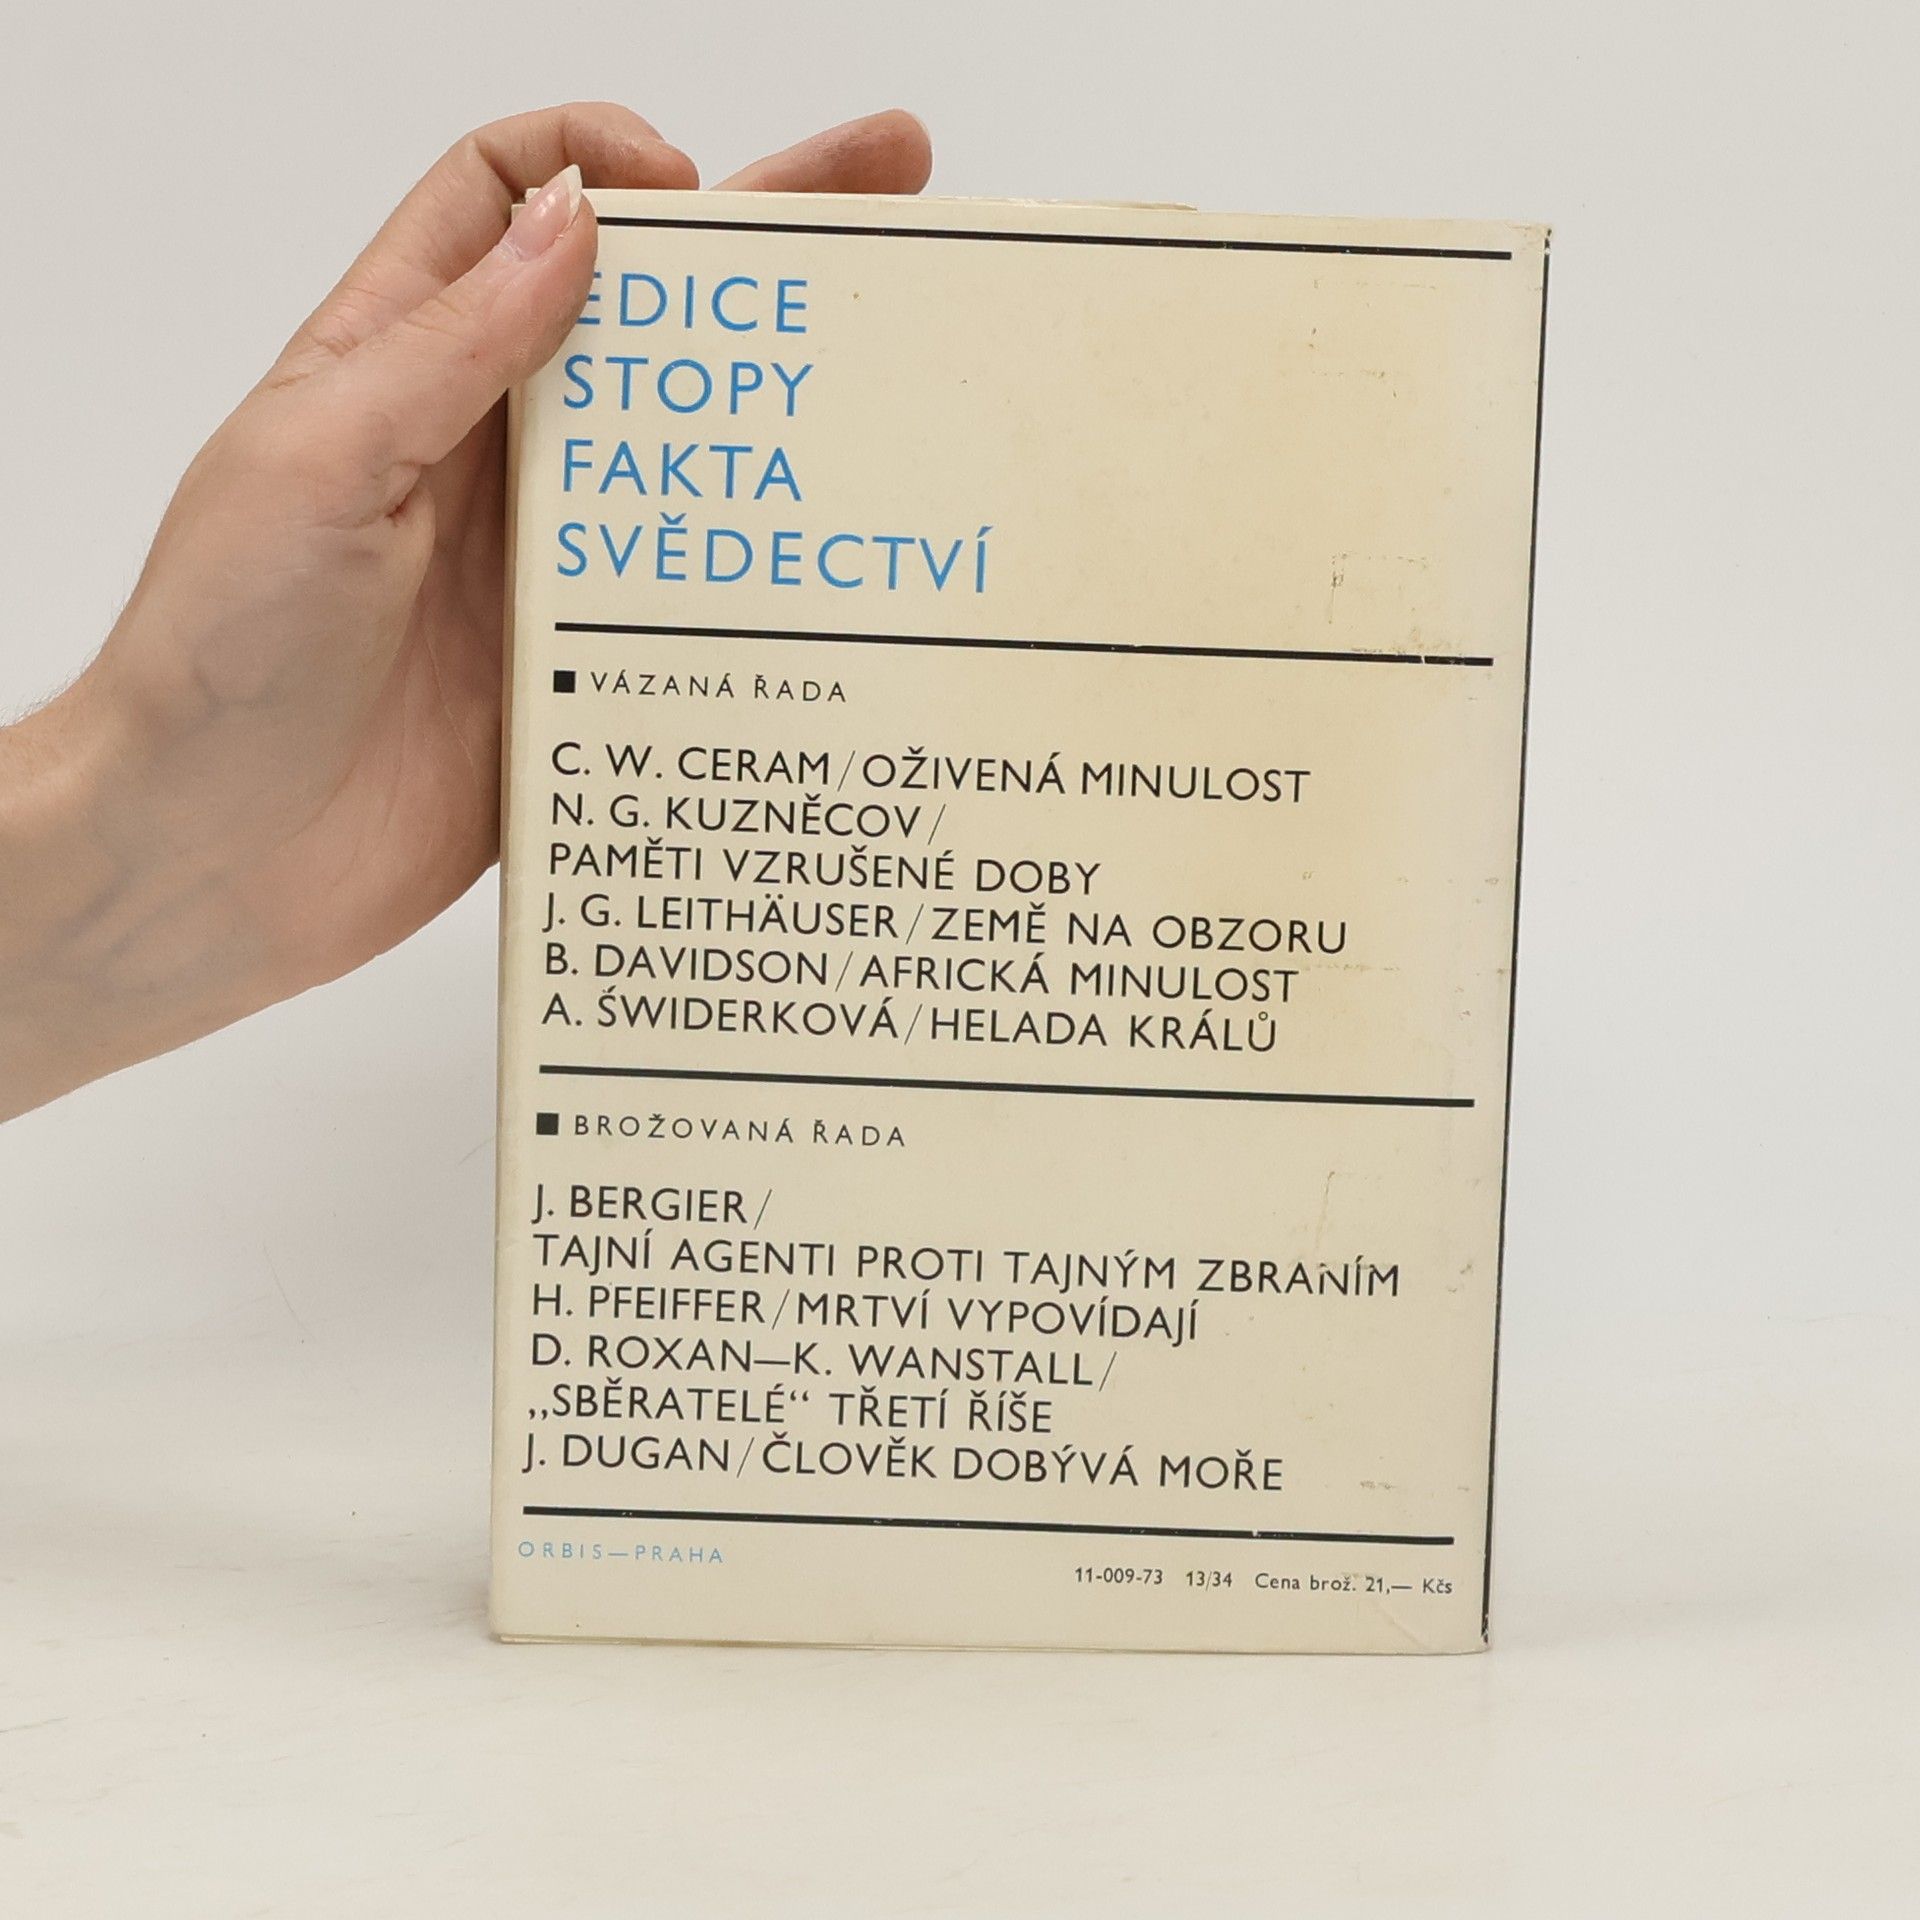 EDICE
STOPY
FAKTA
SVĚDECTVÍ
■ VÁZANÁ ŘADA
C. W. CERAM/OŽIVENÁ MINULOST
N. G. KUZNĚCOV/
PAMĚTI VZRUŠENÉ DOBY
J. G. LEITHÄUSER/ZEMĚ NA OBZORU
B. DAVIDSON/AFRICKÁ MINULOST
A. ŚWIDERKOVÁ/HELADA KRÁLŮ
■ BROŽOVANÁ ŘADA
J. BERGIER/
TAJNÍ AGENTI PROTI TAJNÝM ZBRANÍM
H. PFEIFFER/MRTVÍ VYPOVÍDAJÍ
D. ROXAN—K. WANSTALL/
„SBĚRATELÉ“ TŘETÍ ŘÍŠE
J. DUGAN/ČLOVĚK DOBÝVÁ MOŘE
ORBIS—PRAHA
11-009-73 13/34 Cena brož. 21,— Kčs